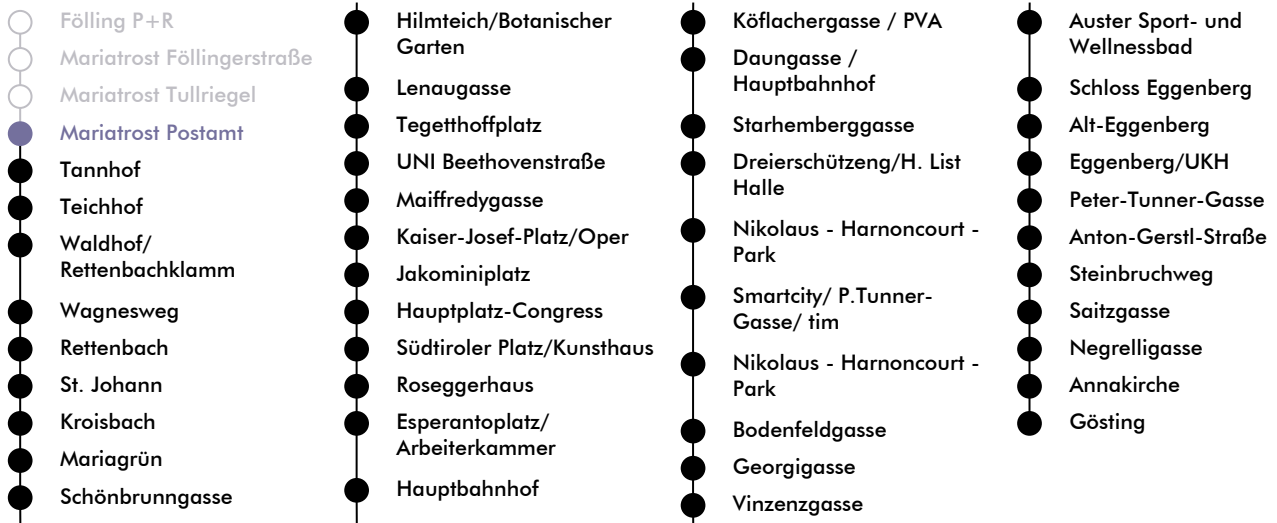 Fölling P+R
Mariatrost Föllingerstraße
Mariatrost Tullriegel
Mariatrost Postamt
Tannhof
Teichhof
Waldhof/
Rettenbachklamm
Wagnesweg
Rettenbach
St. Johann
Kroisbach
Mariagrün
Schönbrunngasse
Hilmteich/Botanischer
Garten
Lenaugasse
Tegetthoffplatz
UNI Beethovenstraße
Maiffredygasse
Kaiser-Josef-Platz/Oper
Jakominiplatz
Hauptplatz-Congress
Südtiroler Platz/Kunsthaus
Roseggerhaus
Esperantoplatz/
Arbeiterkammer
Hauptbahnhof
Köflachergasse / PVA
Daungasse /
Hauptbahnhof
Starhemberggasse
Dreierschützeng/H. List
Halle
Nikolaus - Harnoncourt -
Park
Smartcity/ P.Tunner-
Gasse/ tim
Nikolaus - Harnoncourt -
Park
Bodenfeldgasse
Georgigasse
Vinzenzgasse
Auster Sport- und
Wellnessbad
Schloss Eggenberg
Alt-Eggenberg
Eggenberg/UKH
Peter-Tunner-Gasse
Anton-Gerstl-Straße
Steinbruchweg
Saitzgasse
Negrelligasse
Annakirche
Gösting